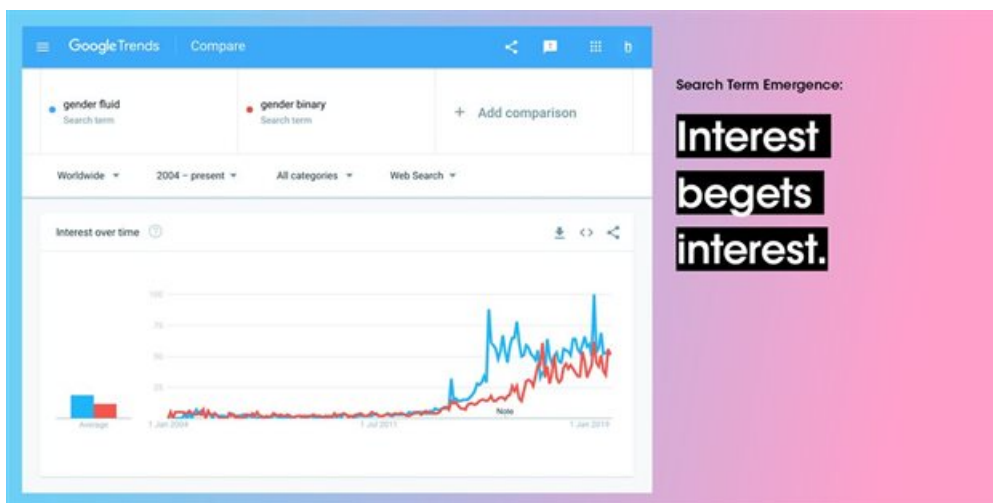 Google Trends Compare
gender fluid
Search term
gender binary
Search term
+ Add comparison
Worldwide
2004 – present
All categories
Web Search
Interest over time
100
75
50
25
Note
Average
1 Jan 2004
1 Jul 2011
1 Jan 2019
Search Term Emergence:
Interest
begets
interest.